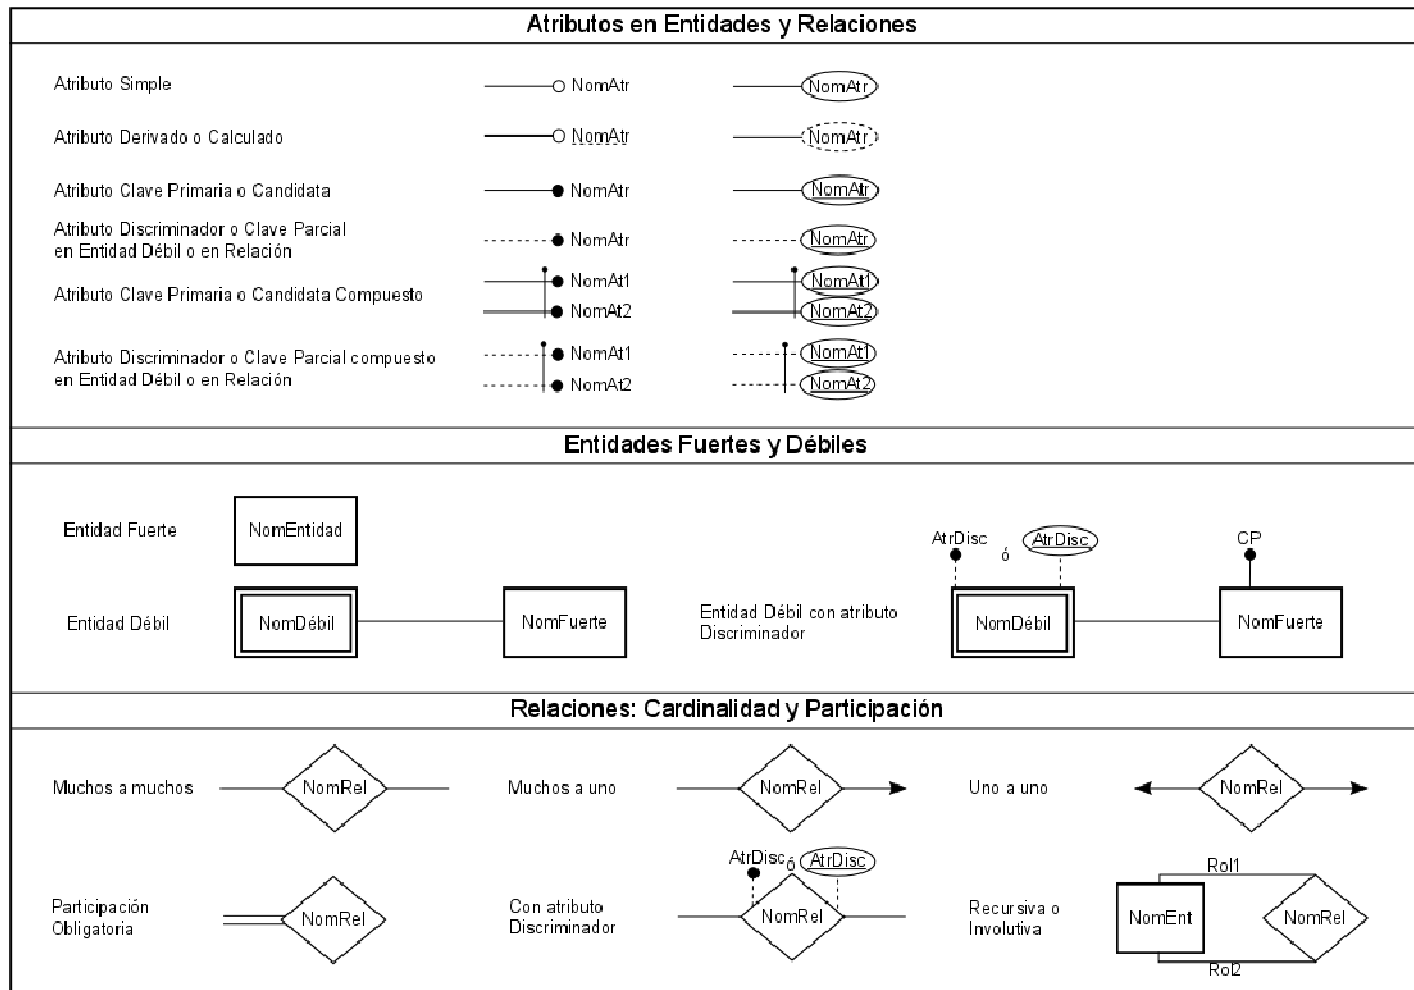 Atributos en Entidades y Relaciones
Atributo Simple NomAtr NomAtr
Atributo Derivado o Calculado NomAtr NomAtr
Atributo Clave Primaria o Candidata NomAtr NomAtr
Atributo Discriminador o Clave Parcial
en Entidad Débil o en Relación NomAtr NomAtr
Atributo Clave Primaria o Candidata Compuesto NomAt1 NomAt1
NomAt2 NomAt2
Atributo Discriminador o Clave Parcial compuesto NomAt1 NomAt1
en Entidad Débil o en Relación NomAt2 NomAt2
Entidades Fuertes y Débiles
Entidad Fuerte NomEntidad
Entidad Débil NomDébil NomFuerte
AtrDisc ó AtrDisc CP
Entidad Débil con atributo
Discriminador NomDébil NomFuerte
Relaciones: Cardinalidad y Participación
Muchos a muchos NomRel
Muchos a uno NomRel
Uno a uno NomRel
Participación
Obligatoria NomRel
AtrDisc ó AtrDisc
Con atributo
Discriminador NomRel
Rol1
Recursiva o
Involutiva NomEnt NomRel
Rol2